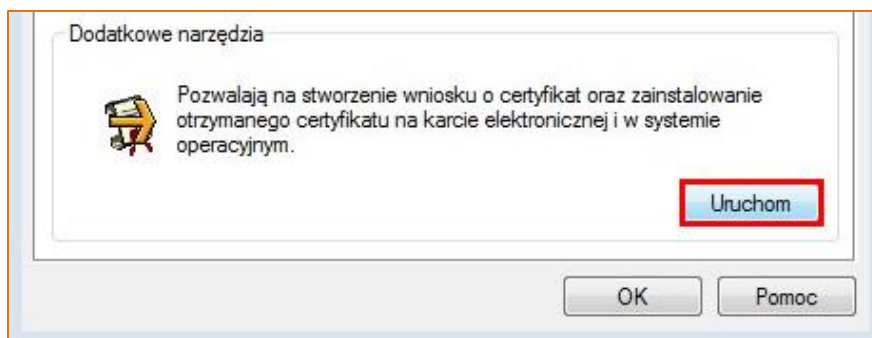 Dodatkowe narzędzia
Pozwalają na stworzenie wniosku o certyfikat oraz zainstalowanie
otrzymanego certyfikatu na karcie elektronicznej i w systemie
operacyjnym.
Uruchom
OK
Pomoc